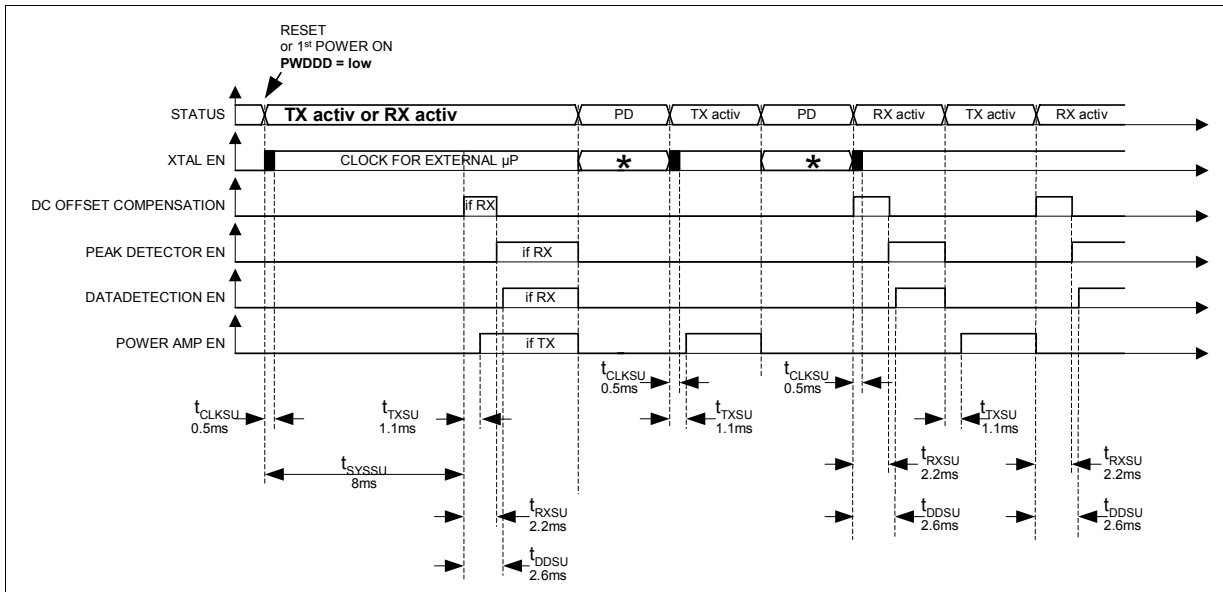 RESET
or 1st POWER ON
PWDDD = low
STATUS
TX activ or RX activ
PD
TX activ
PD
RX activ
TX activ
RX activ
XTAL EN
CLOCK FOR EXTERNAL µP
*
*
DC OFFSET COMPENSATION
if RX
PEAK DETECTOR EN
if RX
DATADETECTION EN
if RX
POWER AMP EN
if TX
tCLKSU
0.5ms
tCLKSU
0.5ms
tCLKSU
0.5ms
tTXSU
1.1ms
tTXSU
1.1ms
tTXSU
1.1ms
tSYSSU
8ms
tRXSU
2.2ms
tRXSU
2.2ms
tRXSU
2.2ms
tDDSU
2.6ms
tDDSU
2.6ms
tDDSU
2.6ms